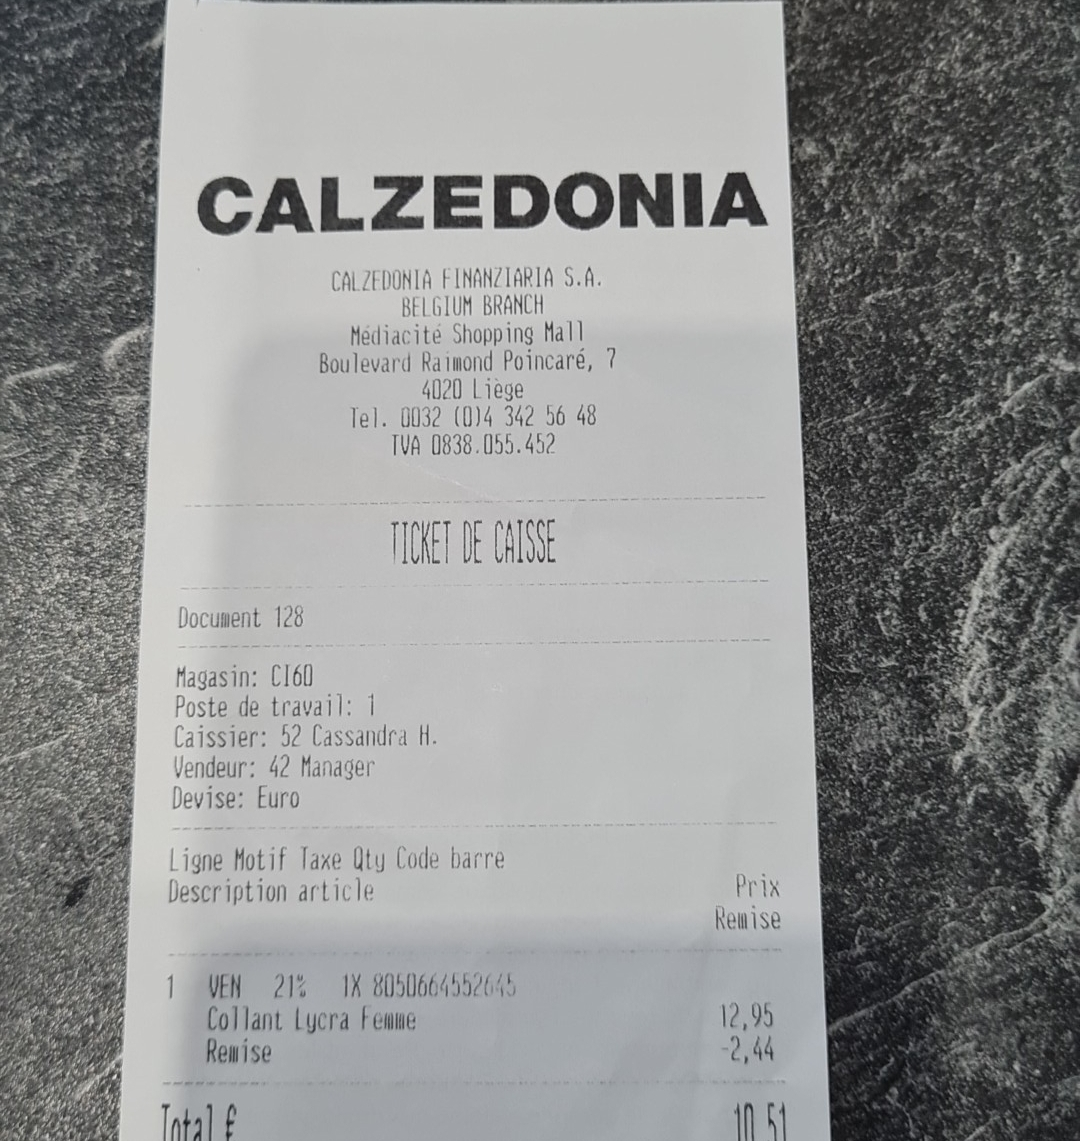 CALZEDONIA
CALZEDONIA FINANZIARIA S.A.
BELGIUM BRANCH
Médiacité Shopping Mall
Boulevard Raimond Poincaré, 7
4020 Liège
Tel. 0032 (0)4 342 56 48
TVA 0838.055.452
TICKET DE CAISSE
Document 128
Magasin: CI60
Poste de travail: 1
Caissier: 52 Cassandra H.
Vendeur: 42 Manager
Devise: Euro
Ligne Motif Taxe Qty Code barre
Description article Prix
Remise
1 VEN 21% 1X 8050664552645
Collant Lycra Femme 12,95
Remise -2,44
Total € 10,51